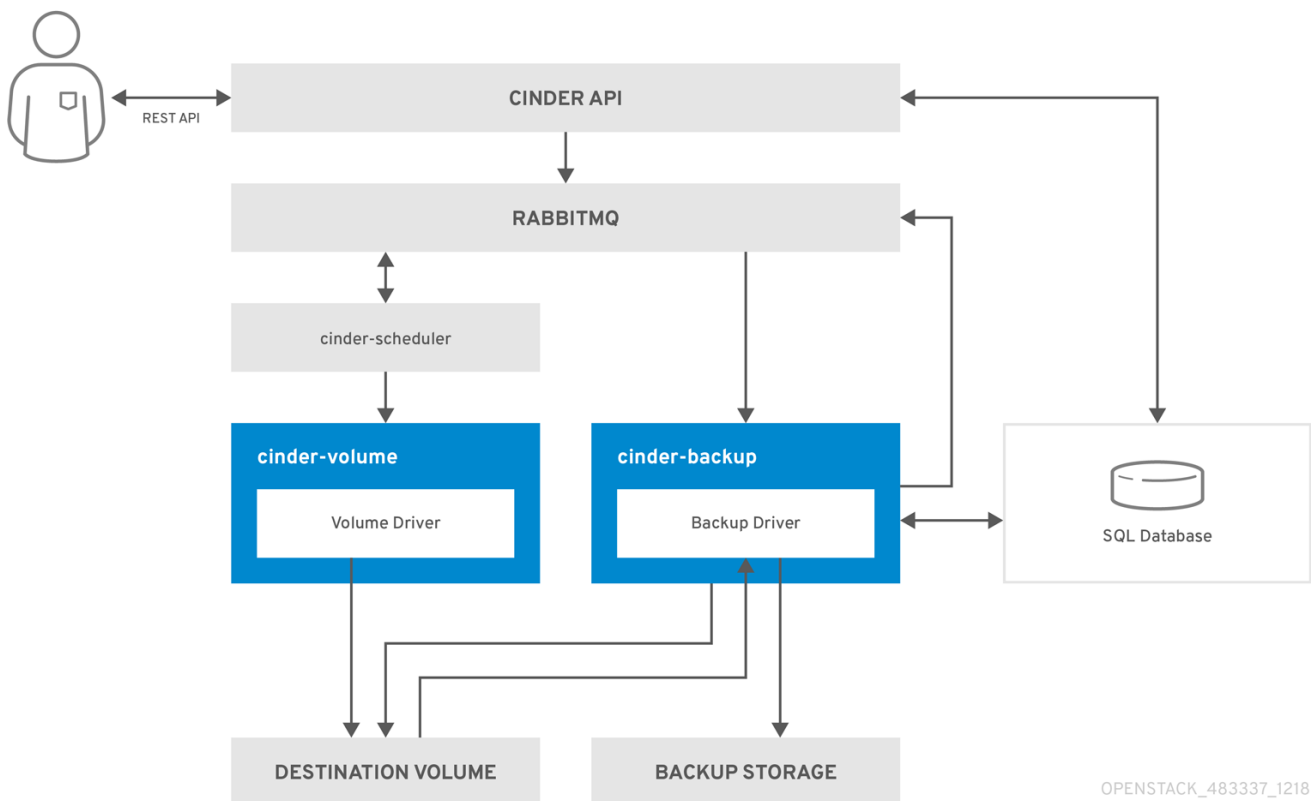 CINDER API
REST API
RABBITMQ
cinder-scheduler
cinder-volume
cinder-backup
Volume Driver
Backup Driver
SQL Database
DESTINATION VOLUME
BACKUP STORAGE
OPENSTACK_483337_1218